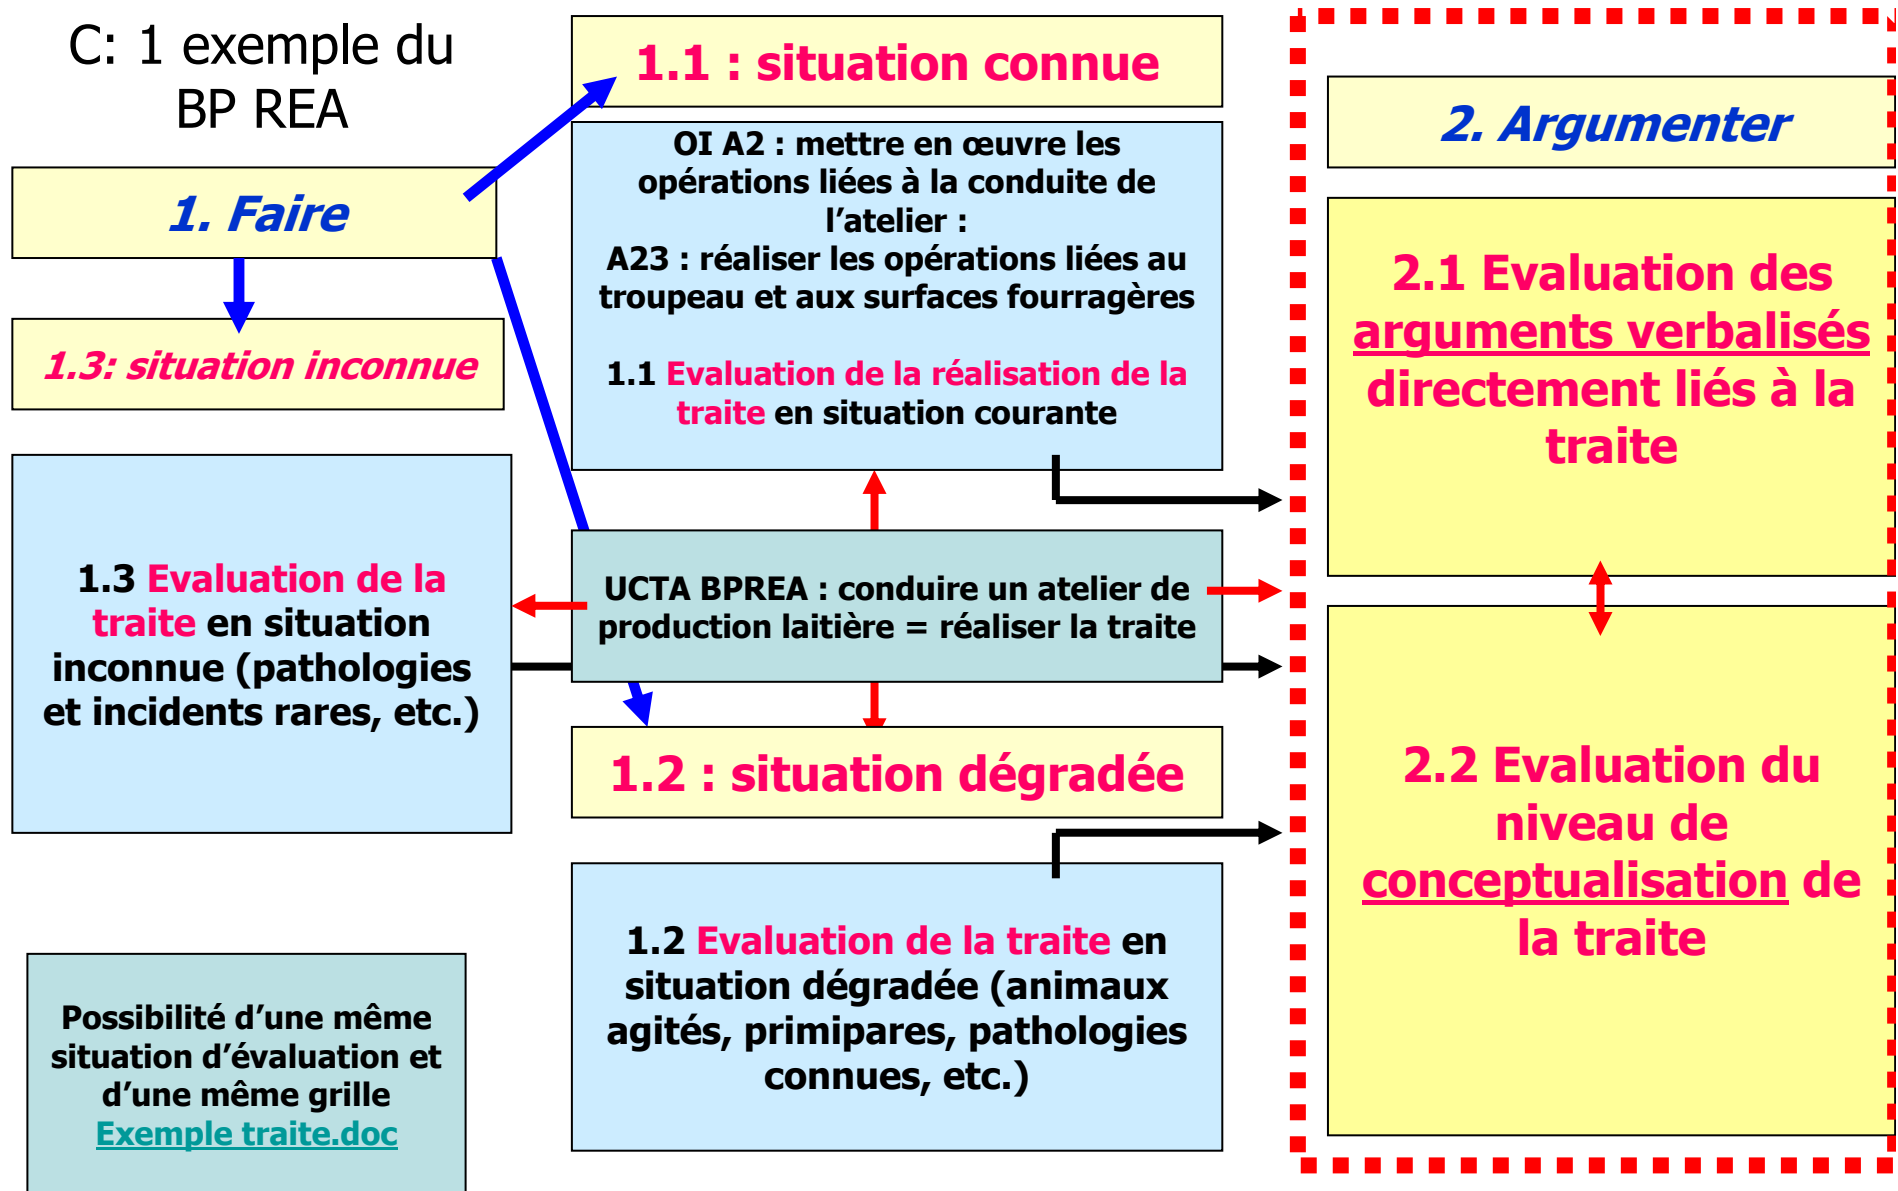 C: 1 exemple du
BP REA
1. Faire
1.3: situation inconnue
1.3 Evaluation de la
traite en situation
inconnue (pathologies
et incidents rares, etc.)
Possibilité d’une même
situation d’évaluation et
d’une même grille
Exemple traite.doc
1.1 : situation connue
OI A2 : mettre en œuvre les
opérations liées à la conduite de
l’atelier :
A23 : réaliser les opérations liées au
troupeau et aux surfaces fourragères
1.1 Evaluation de la réalisation de la
traite en situation courante
UCTA BPREA : conduire un atelier de
production laitière = réaliser la traite
1.2 : situation dégradée
1.2 Evaluation de la traite en
situation dégradée (animaux
agités, primipares, pathologies
connues, etc.)
2. Argumenter
2.1 Evaluation des
arguments verbalisés
directement liés à la
traite
2.2 Evaluation du
niveau de
conceptualisation de
la traite